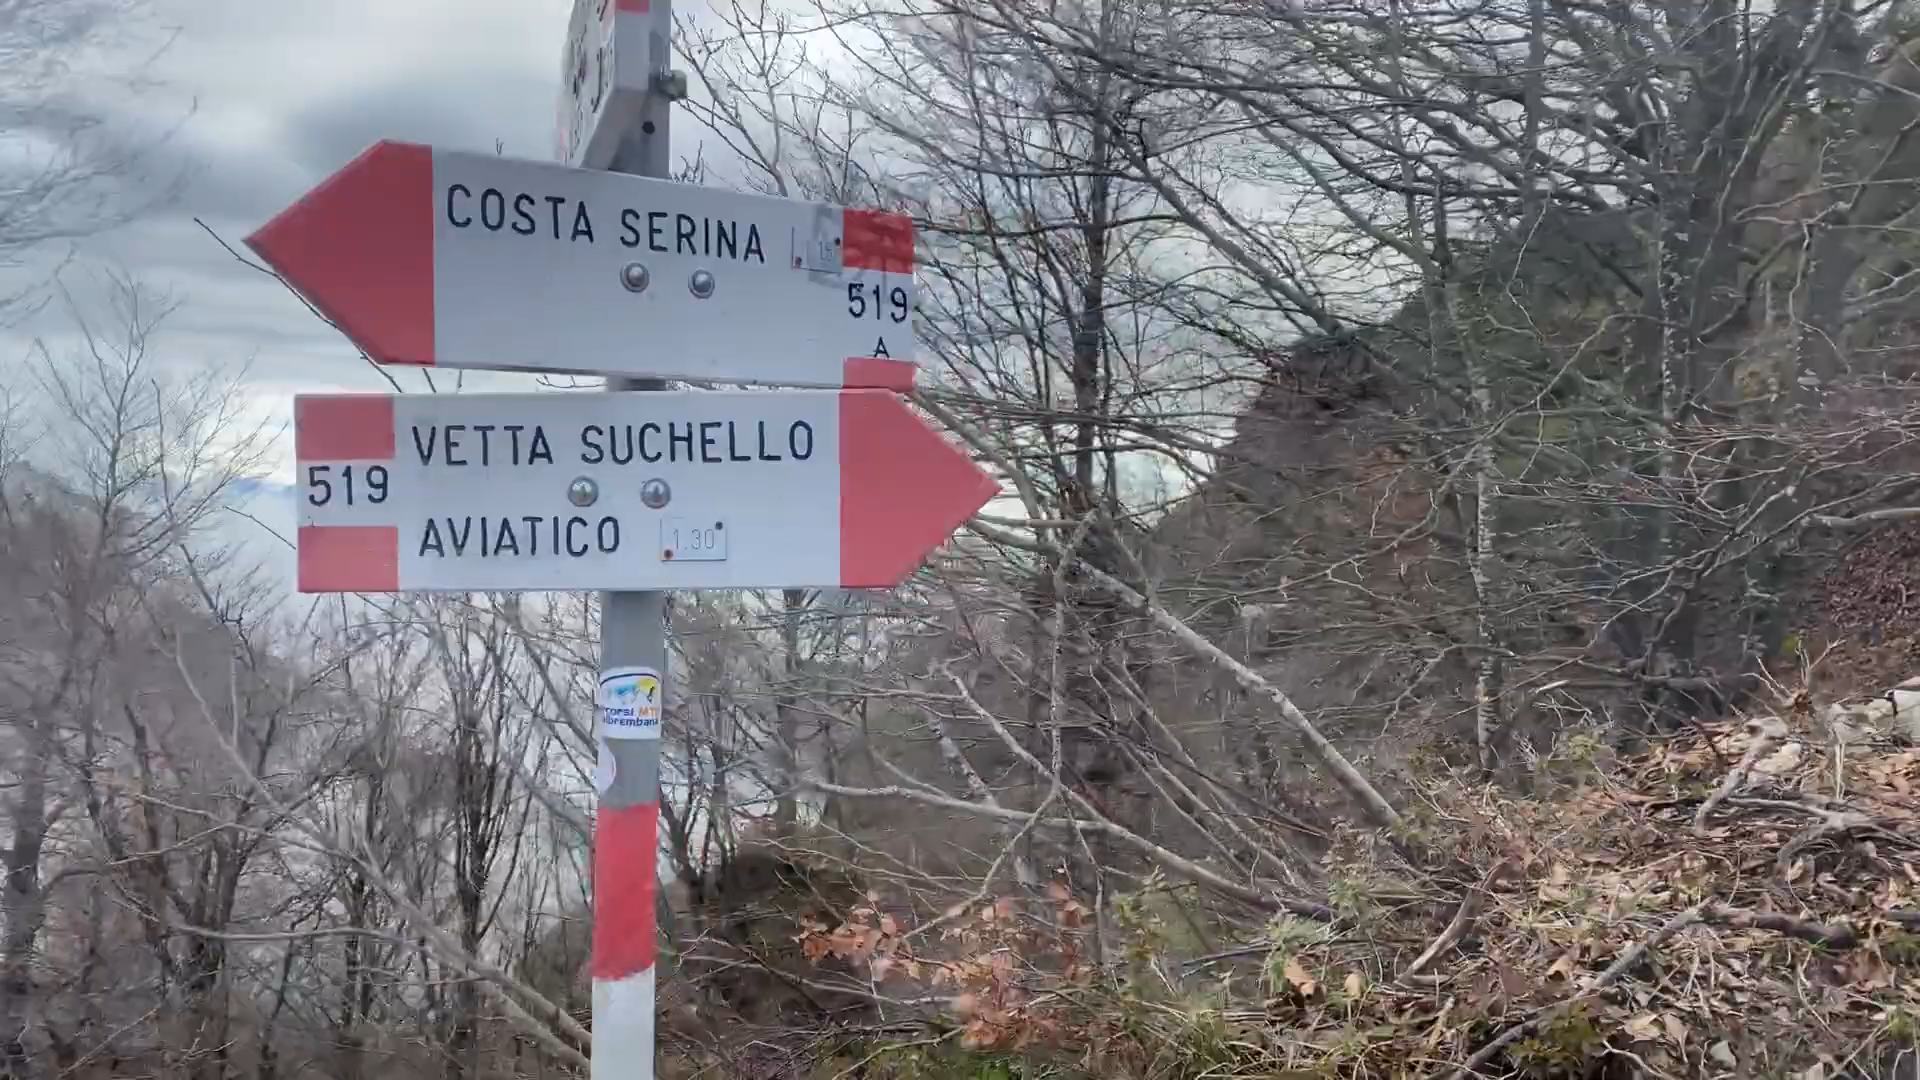 COSTA SERINA
519
A
VETTA SUCHELLO
519
AVIATICO 1.30